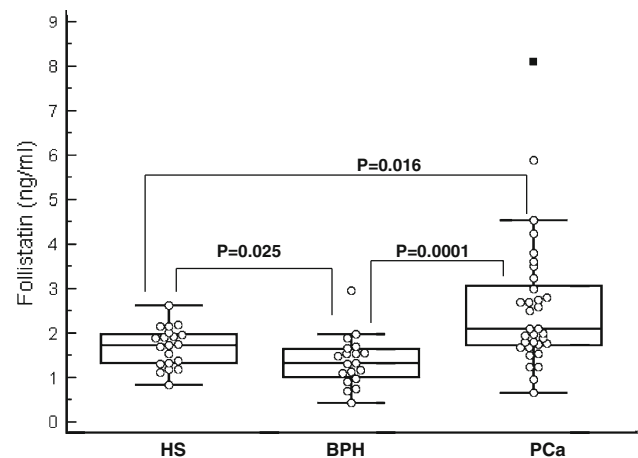 9
8
7
6
5
4
3
2
1
0
Follistatin (ng/ml)
P=0.016
P=0.025
P=0.0001
HS
BPH
PCa